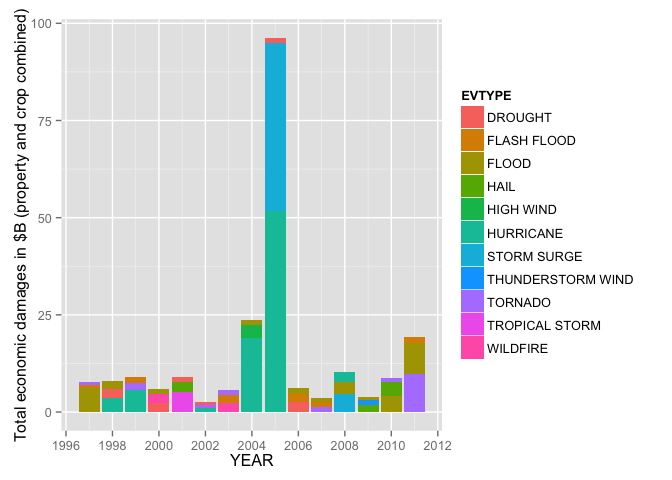 Total economic damages in $B (property and crop combined)
100
75
50
25
0
1996 1998 2000 2002 2004 2006 2008 2010 2012
YEAR
EVTYPE
DROUGHT
FLASH FLOOD
FLOOD
HAIL
HIGH WIND
HURRICANE
STORM SURGE
THUNDERSTORM WIND
TORNADO
TROPICAL STORM
WILDFIRE